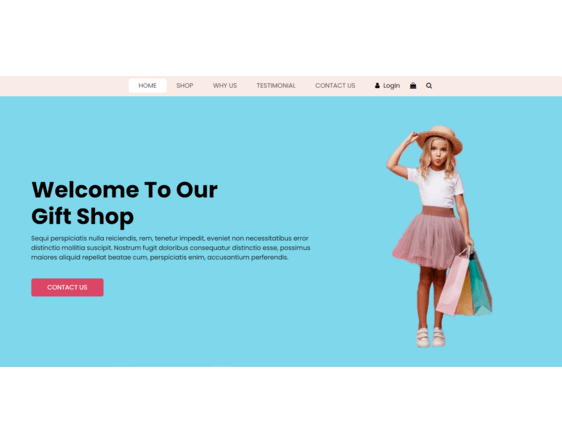 HOME SHOP WHY US TESTIMONIAL CONTACT US Login
Welcome To Our
Gift Shop
Sequi perspiciatis nulla reiciendis, rem, tenetur impedit, eveniet non necessitatibus error
distinctio mollitia suscipit. Nostrum fugit doloribus consequatur distinctio esse, possimus
maiores aliquid repellat beatae cum, perspiciatis enim, accusantium perferendis.
CONTACT US